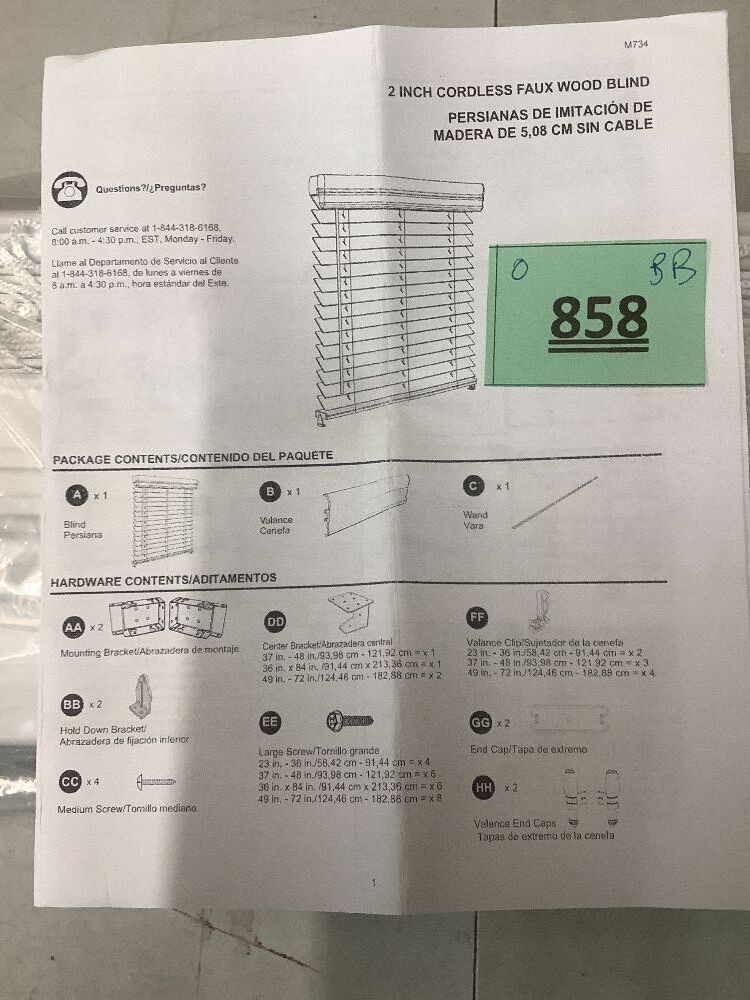 M734
2 INCH CORDLESS FAUX WOOD BLIND
PERSIANAS DE IMITACIÓN DE
MADERA DE 5,08 CM SIN CABLE
Questions?/¿Preguntas?
Call customer service at 1-844-318-6168,
8:00 a.m. - 4:30 p.m., EST, Monday - Friday.
Llame al Departamento de Servicio al Cliente
al 1-844-318-6168, de lunes a viernes de
8 a.m. a 4:30 p.m., hora estándar del Este.
O BB
858
PACKAGE CONTENTS/CONTENIDO DEL PAQUETE
A x 1
Blind
Persiana
B x 1
Valance
Cenefa
C x 1
Wand
Vara
HARDWARE CONTENTS/ADITAMENTOS
AA x 2
Mounting Bracket/Abrazadera de montaje
BB x 2
Hold Down Bracket/
Abrazadera de fijación inferior
CC x 4
Medium Screw/Tornillo mediano
DD
Center Bracket/Abrazadera central
37 in. - 48 in./93,98 cm - 121,92 cm = x 1
36 in. x 84 in. /91,44 cm x 213,36 cm = x 1
49 in. - 72 in./124,46 cm - 182,88 cm = x 2
EE
Large Screw/Tornillo grande
23 in. - 36 in./58,42 cm - 91,44 cm = x 4
37 in. - 48 in./93,98 cm - 121,92 cm = x 6
36 in. x 84 in. /91,44 cm x 213,36 cm = x 6
49 in. - 72 in./124,46 cm - 182,88 cm = x 8
FF
Valance Clip/Sujetador de la cenefa
23 in. - 36 in./58,42 cm - 91,44 cm = x 2
37 in. - 48 in./93,98 cm - 121,92 cm = x 3
49 in. - 72 in./124,46 cm - 182,88 cm = x 4
GG x 2
End Cap/Tapa de extremo
HH x 2
Valance End Caps
Tapas de extremo de la cenefa
1